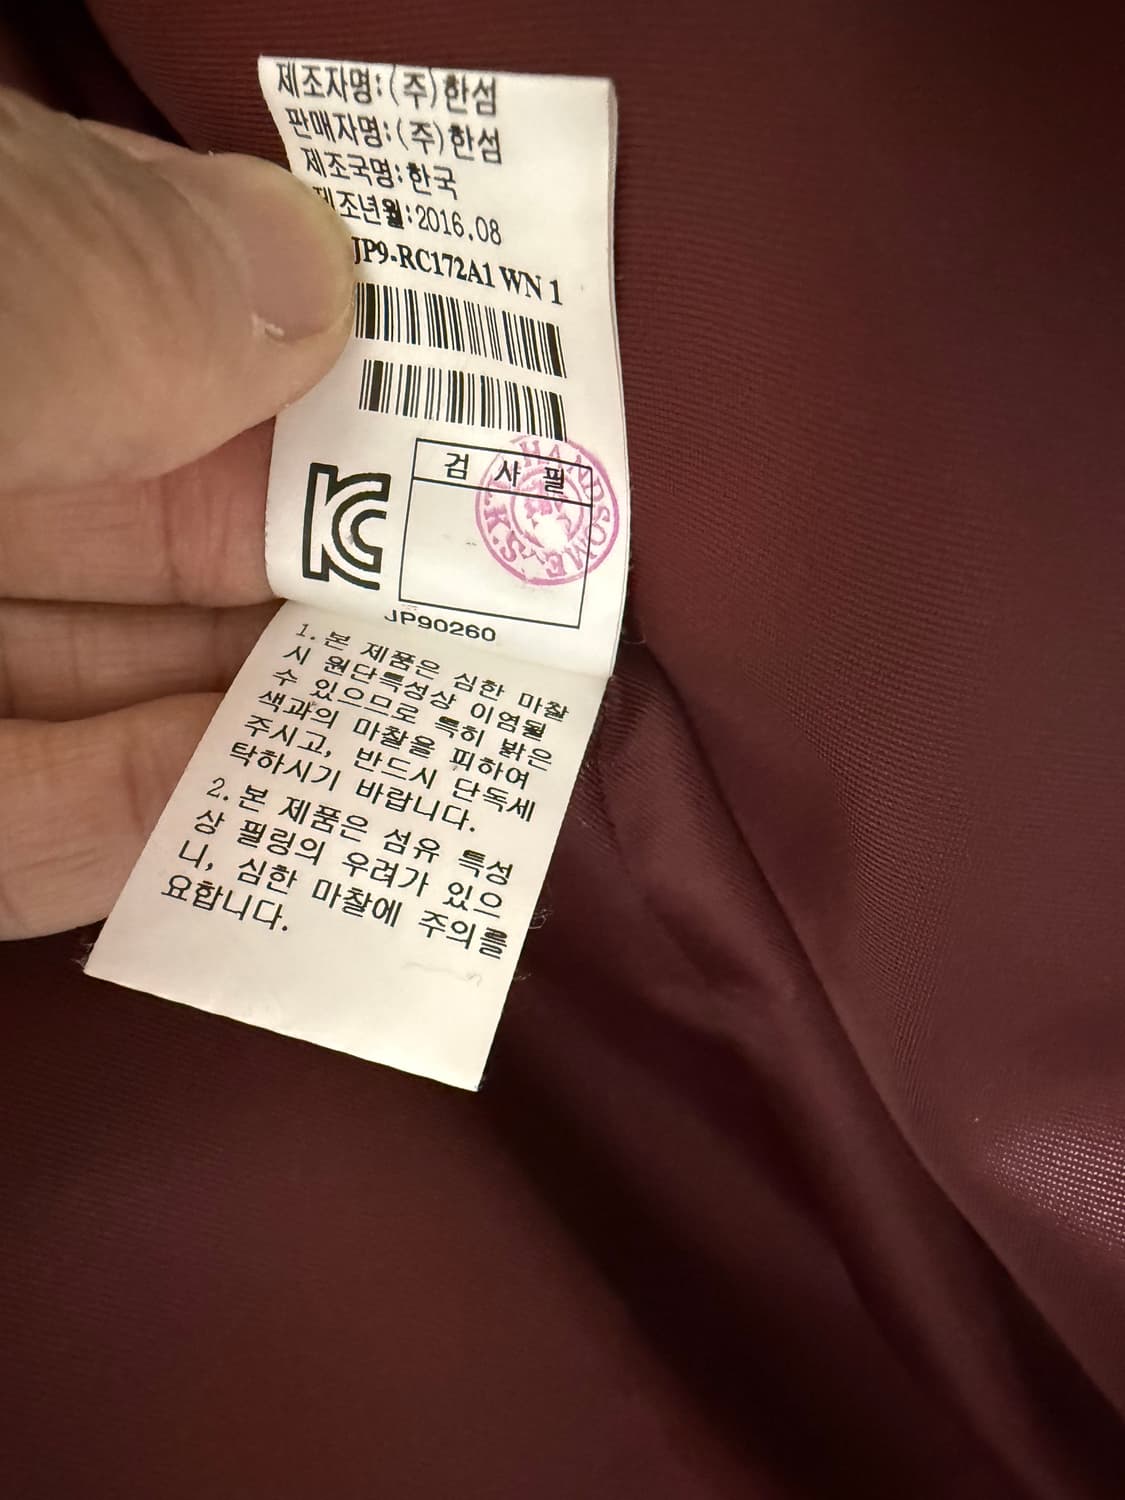 제조자명:(주)한섬
판매자명:(주)한섬
제조국명:한국
제조년월:2016.08
JP9-RC172A1 WN 1
검 사 필
HANDSOME
KC
JP90260
1. 본 제품은 심한 마찰
시 원단특성상 이염될
수 있으므로 특히 밝은
색과의 마찰을 피하여
주시고, 반드시 단독세
탁하시기 바랍니다.
2. 본 제품은 섬유 특성
상 필링의 우려가 있으
니, 심한 마찰에 주의를
요합니다.